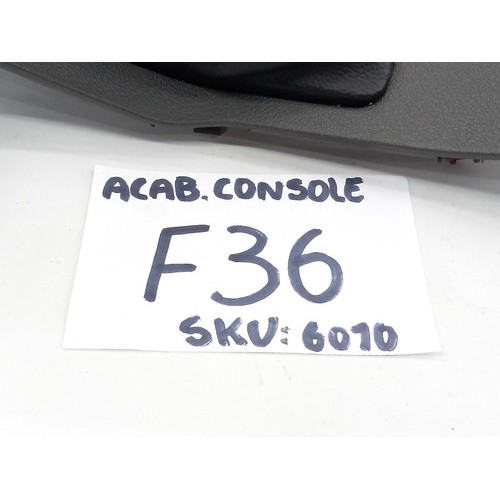 ACAB. CONSOLE
F36
SKU: 6010